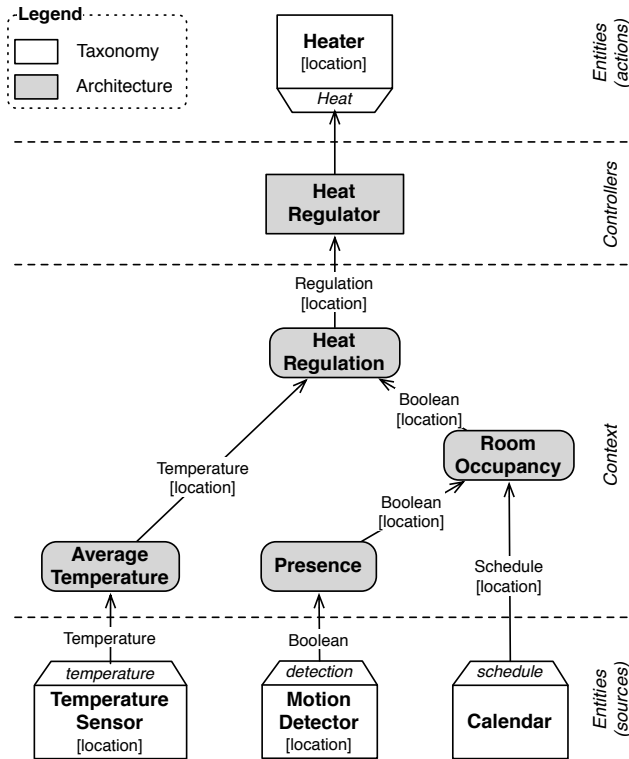 Legend
Taxonomy
Architecture
Heater
[location]
Heat
Entities
(actions)
Heat
Regulator
Controllers
Regulation
[location]
Heat
Regulation
Boolean
[location]
Room
Occupancy
Context
Temperature
[location]
Boolean
[location]
Average
Temperature
Presence
Schedule
[location]
Temperature
Boolean
temperature
Temperature
Sensor
[location]
detection
Motion
Detector
[location]
schedule
Calendar
Entities
(sources)